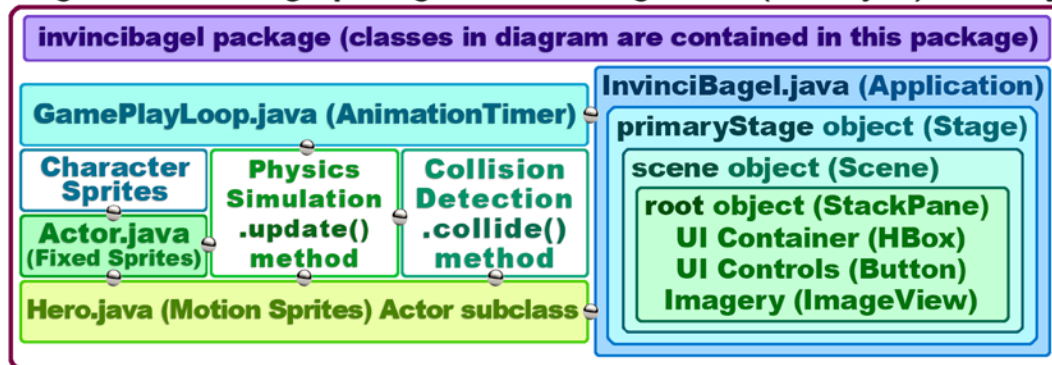 invincibagel package (classes in diagram are contained in this package)
GamePlayLoop.java (AnimationTimer)
Character
Sprites
Actor.java
(Fixed Sprites)
Physics
Simulation
.update()
method
Collision
Detection
.collide()
method
Hero.java (Motion Sprites) Actor subclass
InvinciBagel.java (Application)
primaryStage object (Stage)
scene object (Scene)
root object (StackPane)
UI Container (HBox)
UI Controls (Button)
Imagery (ImageView)